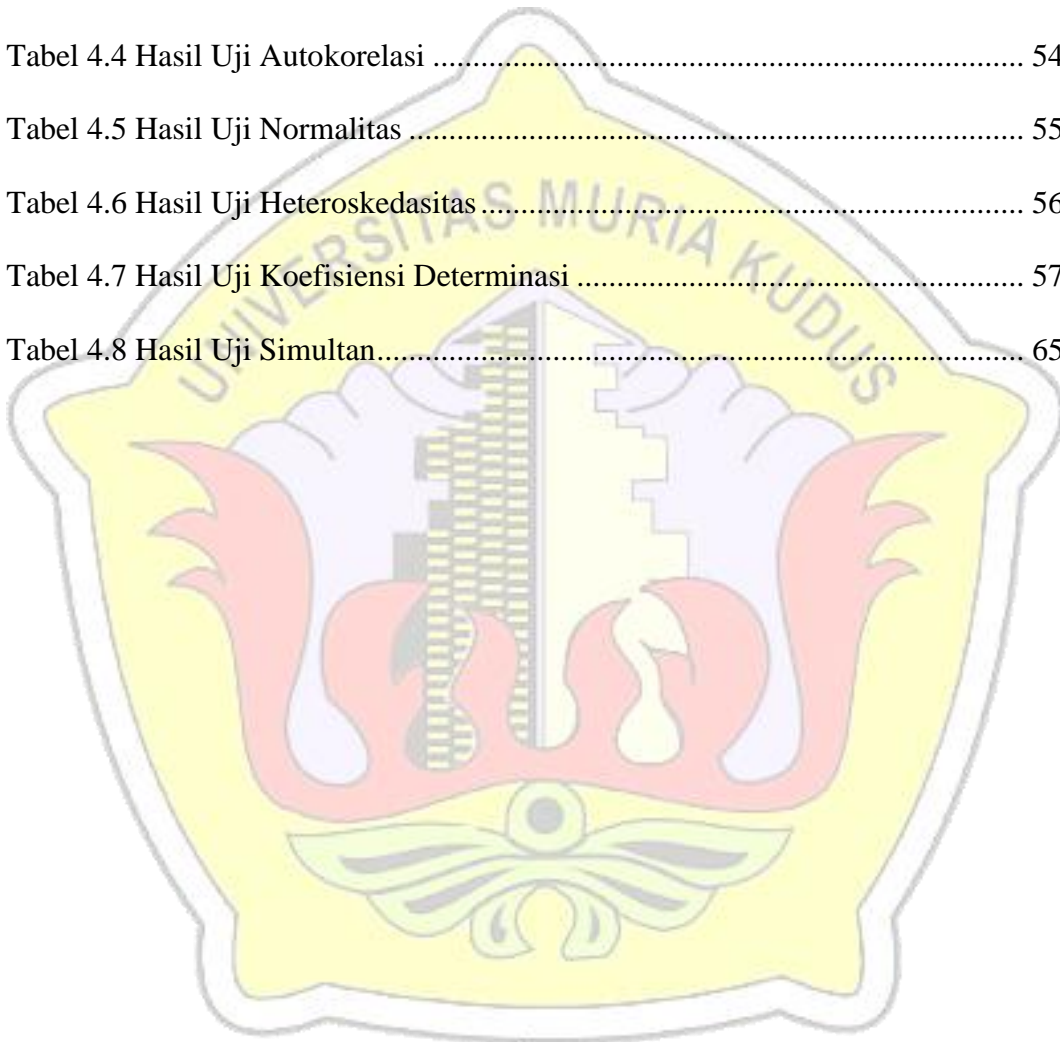 Tabel 4.4 Hasil Uji Autokorelasi ........................................................................... 54
Tabel 4.5 Hasil Uji Normalitas ............................................................................... 55
Tabel 4.6 Hasil Uji Heteroskedasitas ..................................................................... 56
Tabel 4.7 Hasil Uji Koefisiensi Determinasi ......................................................... 57
Tabel 4.8 Hasil Uji Simultan .................................................................................. 65
UNIVERSITAS MURIA KUDUS